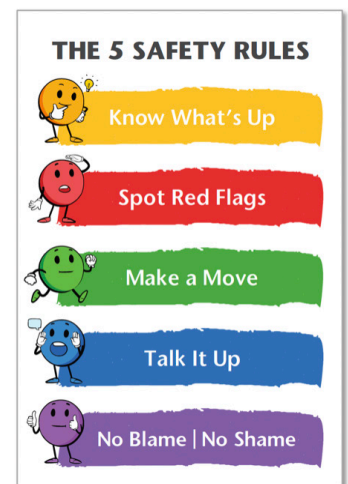 THE 5 SAFETY RULES
Know What's Up
Spot Red Flags
Make a Move
Talk It Up
No Blame | No Shame